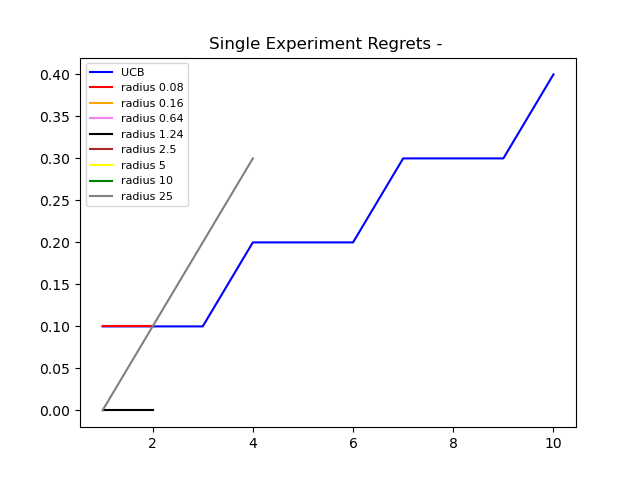 Single Experiment Regrets -
UCB
radius 0.08
radius 0.16
radius 0.64
radius 1.24
radius 2.5
radius 5
radius 10
radius 25
0.40
0.35
0.30
0.25
0.20
0.15
0.10
0.05
0.00
2 4 6 8 10